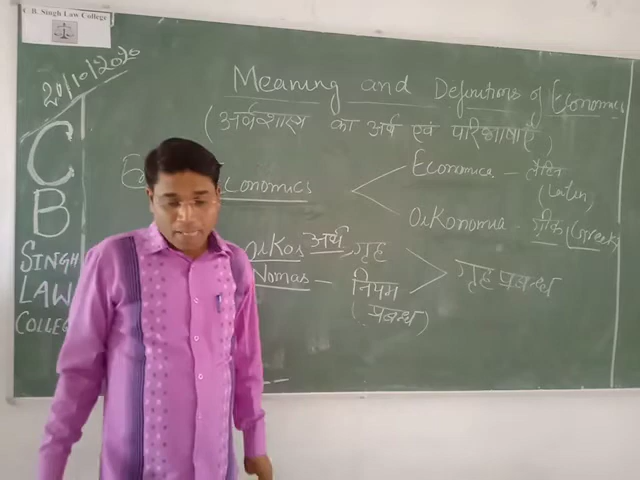 C. B. Singh Law College
20/10/2020
Meaning and Definitions of Economics
(अर्थशास्त्र का अर्थ एवं परिभाषाएँ)
C
B
SINGH
LAW
COLLEGE
Economics
Economica - लैटिन
(Latin)
OiKonomia - ग्रीक (Greek)
OiKos अर्थ गृह
Nomas - नियम
(प्रबन्ध)
गृह प्रबन्ध